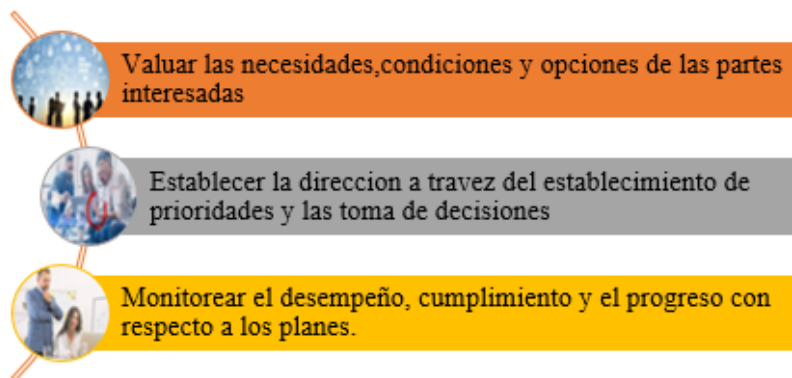 Valuar las necesidades,condiciones y opciones de las partes
interesadas
Establecer la direccion a travez del establecimiento de
prioridades y las toma de decisiones
Monitorear el desempeño, cumplimiento y el progreso con
respecto a los planes.